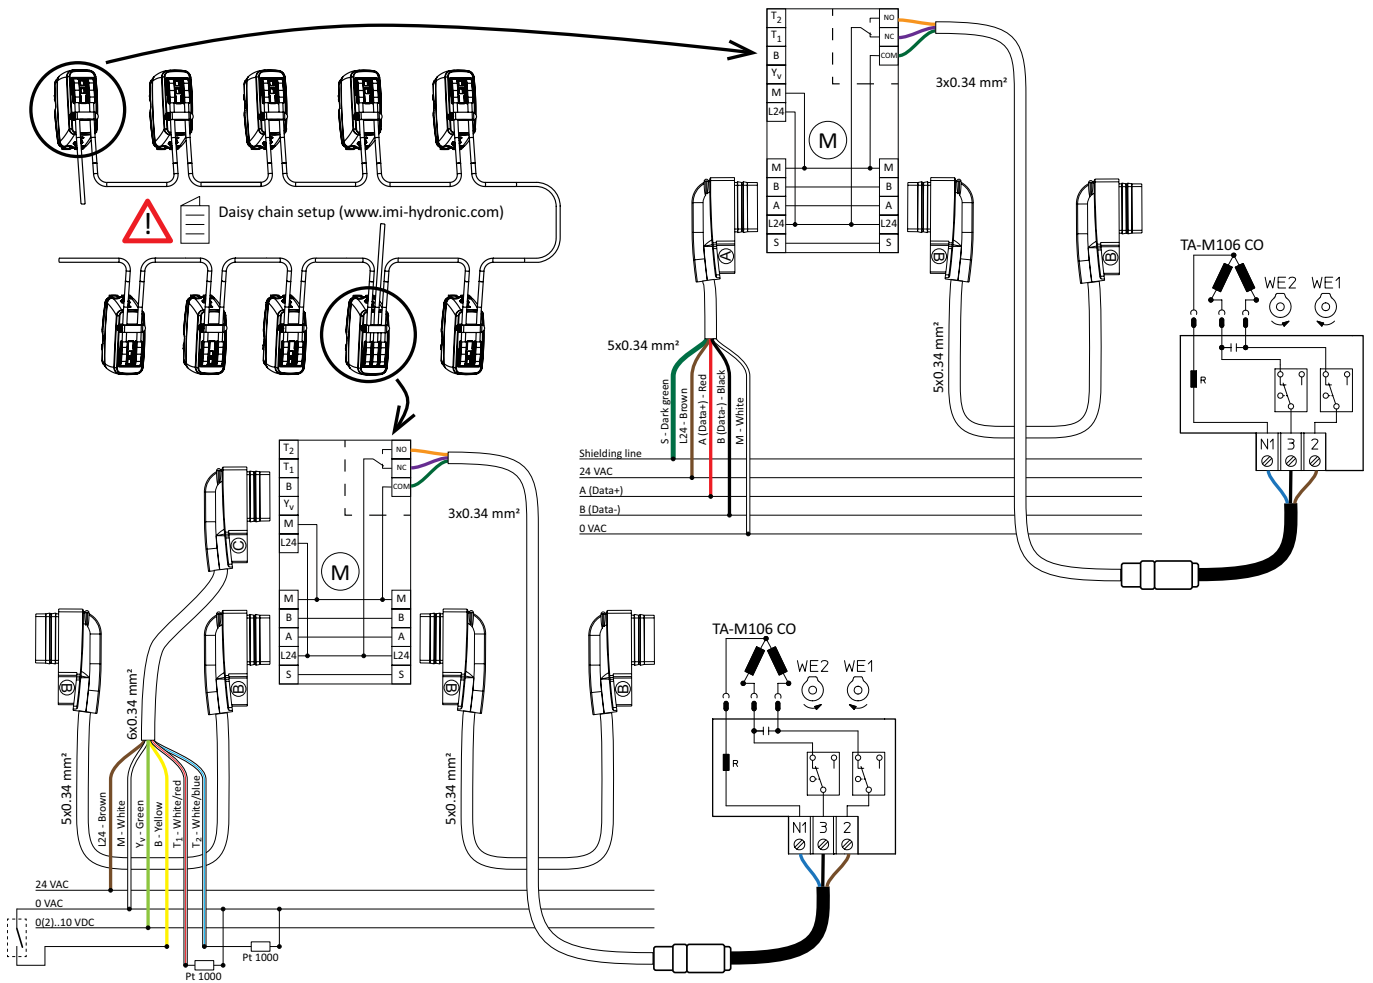 Daisy chain setup (www.imi-hydronic.com)
T2
T1
B
Yv
M
L24
NO
NC
COM
3x0.34 mm²
M
M
B
A
L24
S
M
B
A
L24
S
A
B
B
5x0.34 mm²
5x0.34 mm²
S - Dark green
L24 - Brown
A (Data+) - Red
B (Data-) - Black
M - White
Shielding line
24 VAC
A (Data+)
B (Data-)
0 VAC
TA-M106 CO
WE2
WE1
R
N1
3
2
T2
T1
B
Yv
M
L24
NO
NC
COM
3x0.34 mm²
M
M
B
A
L24
S
M
B
A
L24
S
C
B
B
B
B
6x0.34 mm²
5x0.34 mm²
5x0.34 mm²
L24 - Brown
M - White
Yv - Green
B - Yellow
T1 - White/red
T2 - White/blue
24 VAC
0 VAC
0(2)..10 VDC
Pt 1000
Pt 1000
TA-M106 CO
WE2
WE1
R
N1
3
2